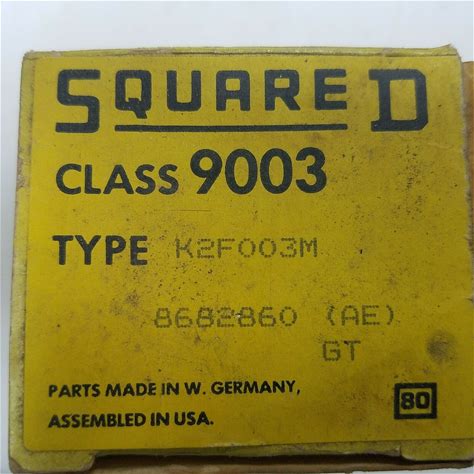 SQUARE D
CLASS 9003
TYPE K2F003M
8682860 (AE)
GT
PARTS MADE IN W. GERMANY,
ASSEMBLED IN USA.
80